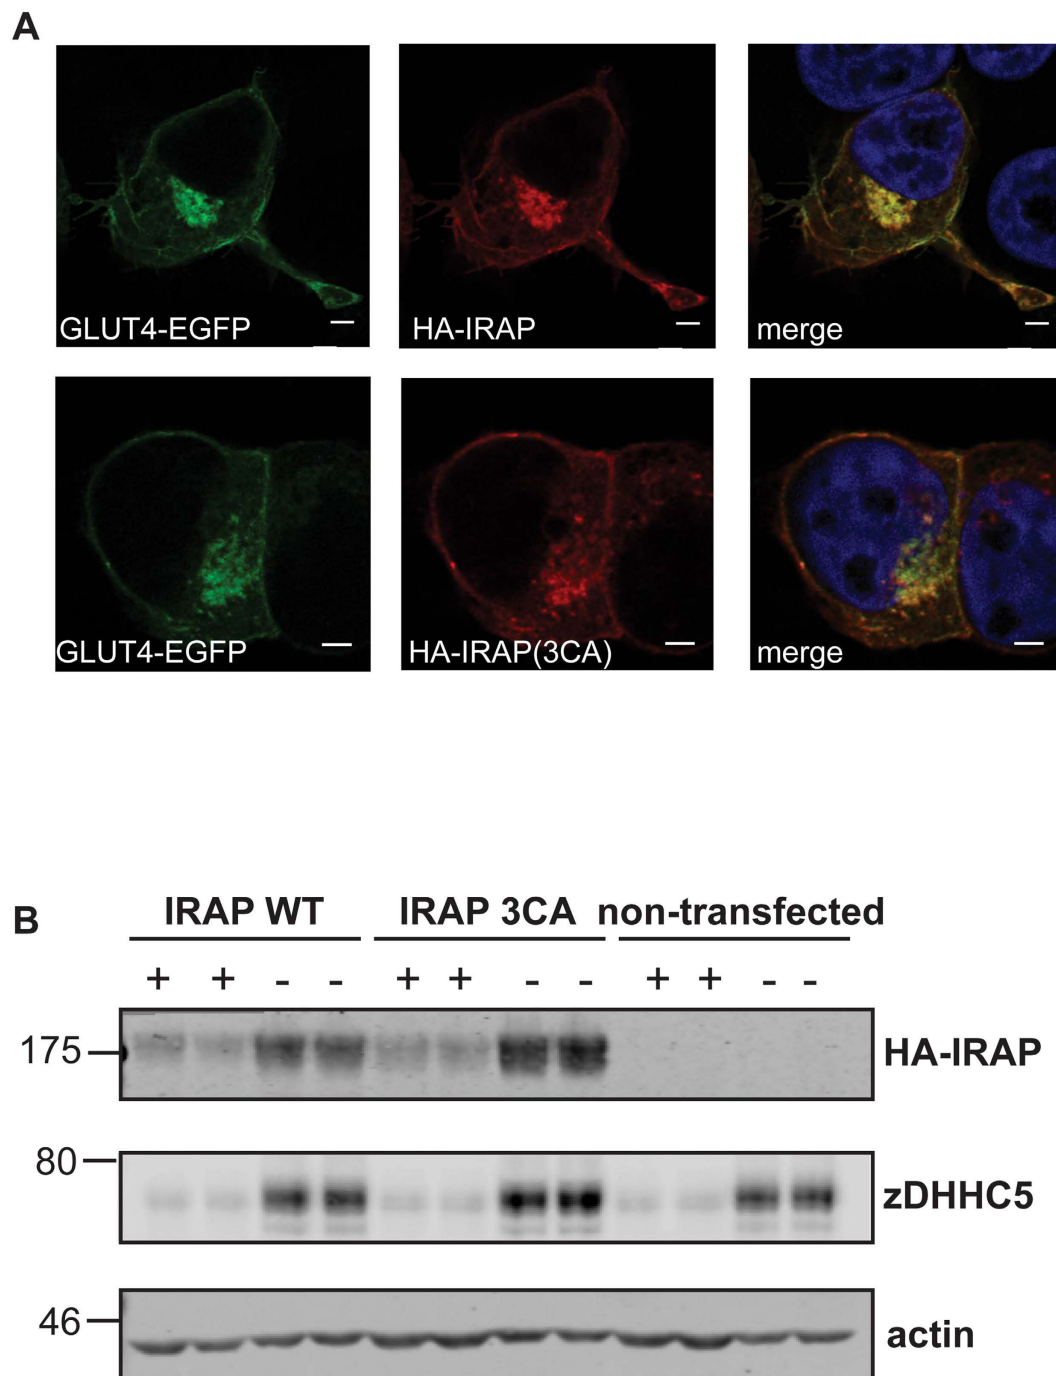 A
GLUT4-EGFP HA-IRAP merge
GLUT4-EGFP HA-IRAP(3CA) merge
B
IRAP WT IRAP 3CA non-transfected
+ + - - + + - - + + - -
175 HA-IRAP
80 zDHHC5
46 actin